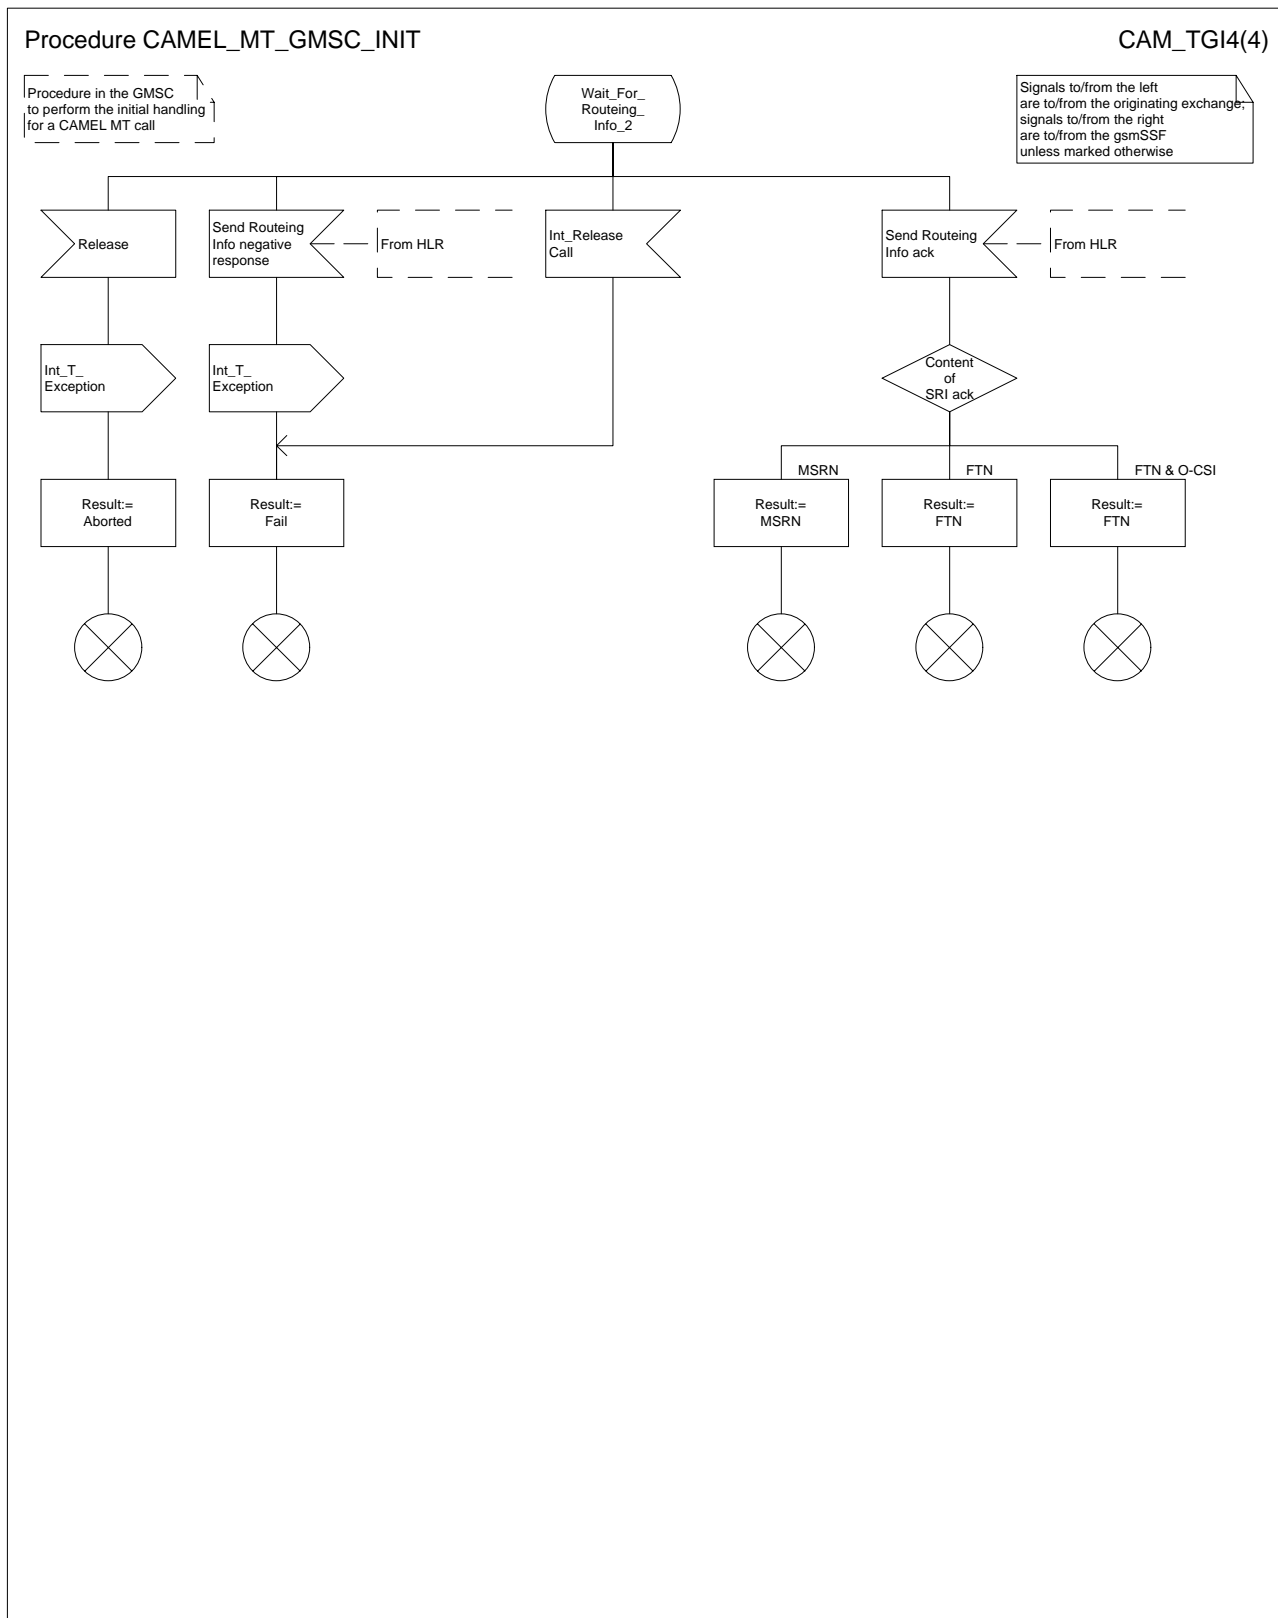 Procedure CAMEL_MT_GMSC_INIT
CAM_TGI4(4)
Procedure in the GMSC
to perform the initial handling
for a CAMEL MT call
Wait_For_
Routeing_
Info_2
Signals to/from the left
are to/from the originating exchange;
signals to/from the right
are to/from the gsmSSF
unless marked otherwise
Release
Send Routeing
Info negative
response
From HLR
Int_Release
Call
Send Routeing
Info ack
From HLR
Int_T_
Exception
Int_T_
Exception
Content
of
SRI ack
MSRN
FTN
FTN & O-CSI
Result:=
Aborted
Result:=
Fail
Result:=
MSRN
Result:=
FTN
Result:=
FTN